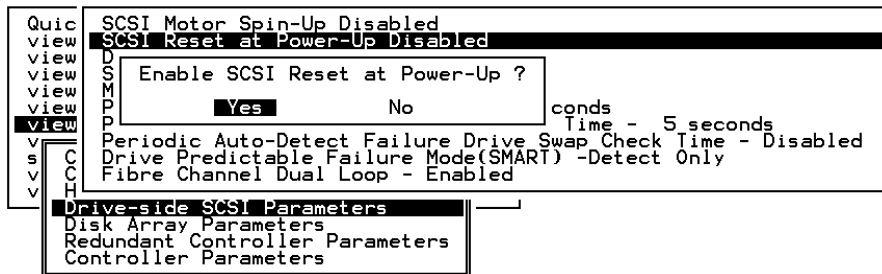 Quic
view
view
view
view
view
view
v
s
v
v
SCSI Motor Spin-Up Disabled
SCSI Reset at Power-Up Disabled
D
S
M
P conds
P Time - 5 seconds
Periodic Auto-Detect Failure Drive Swap Check Time - Disabled
Drive Predictable Failure Mode(SMART) -Detect Only
Fibre Channel Dual Loop - Enabled
Enable SCSI Reset at Power-Up ?
Yes No
C
C
H
Drive-side SCSI Parameters
Disk Array Parameters
Redundant Controller Parameters
Controller Parameters